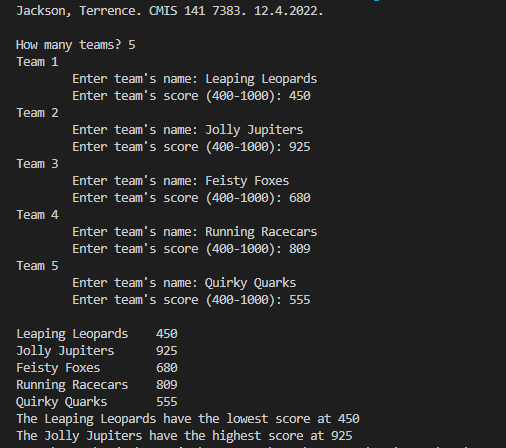 Jackson, Terrence. CMIS 141 7383. 12.4.2022.
How many teams? 5
Team 1
Enter team's name: Leaping Leopards
Enter team's score (400-1000): 450
Team 2
Enter team's name: Jolly Jupiters
Enter team's score (400-1000): 925
Team 3
Enter team's name: Feisty Foxes
Enter team's score (400-1000): 680
Team 4
Enter team's name: Running Racecars
Enter team's score (400-1000): 809
Team 5
Enter team's name: Quirky Quarks
Enter team's score (400-1000): 555
Leaping Leopards 450
Jolly Jupiters 925
Feisty Foxes 680
Running Racecars 809
Quirky Quarks 555
The Leaping Leopards have the lowest score at 450
The Jolly Jupiters have the highest score at 925